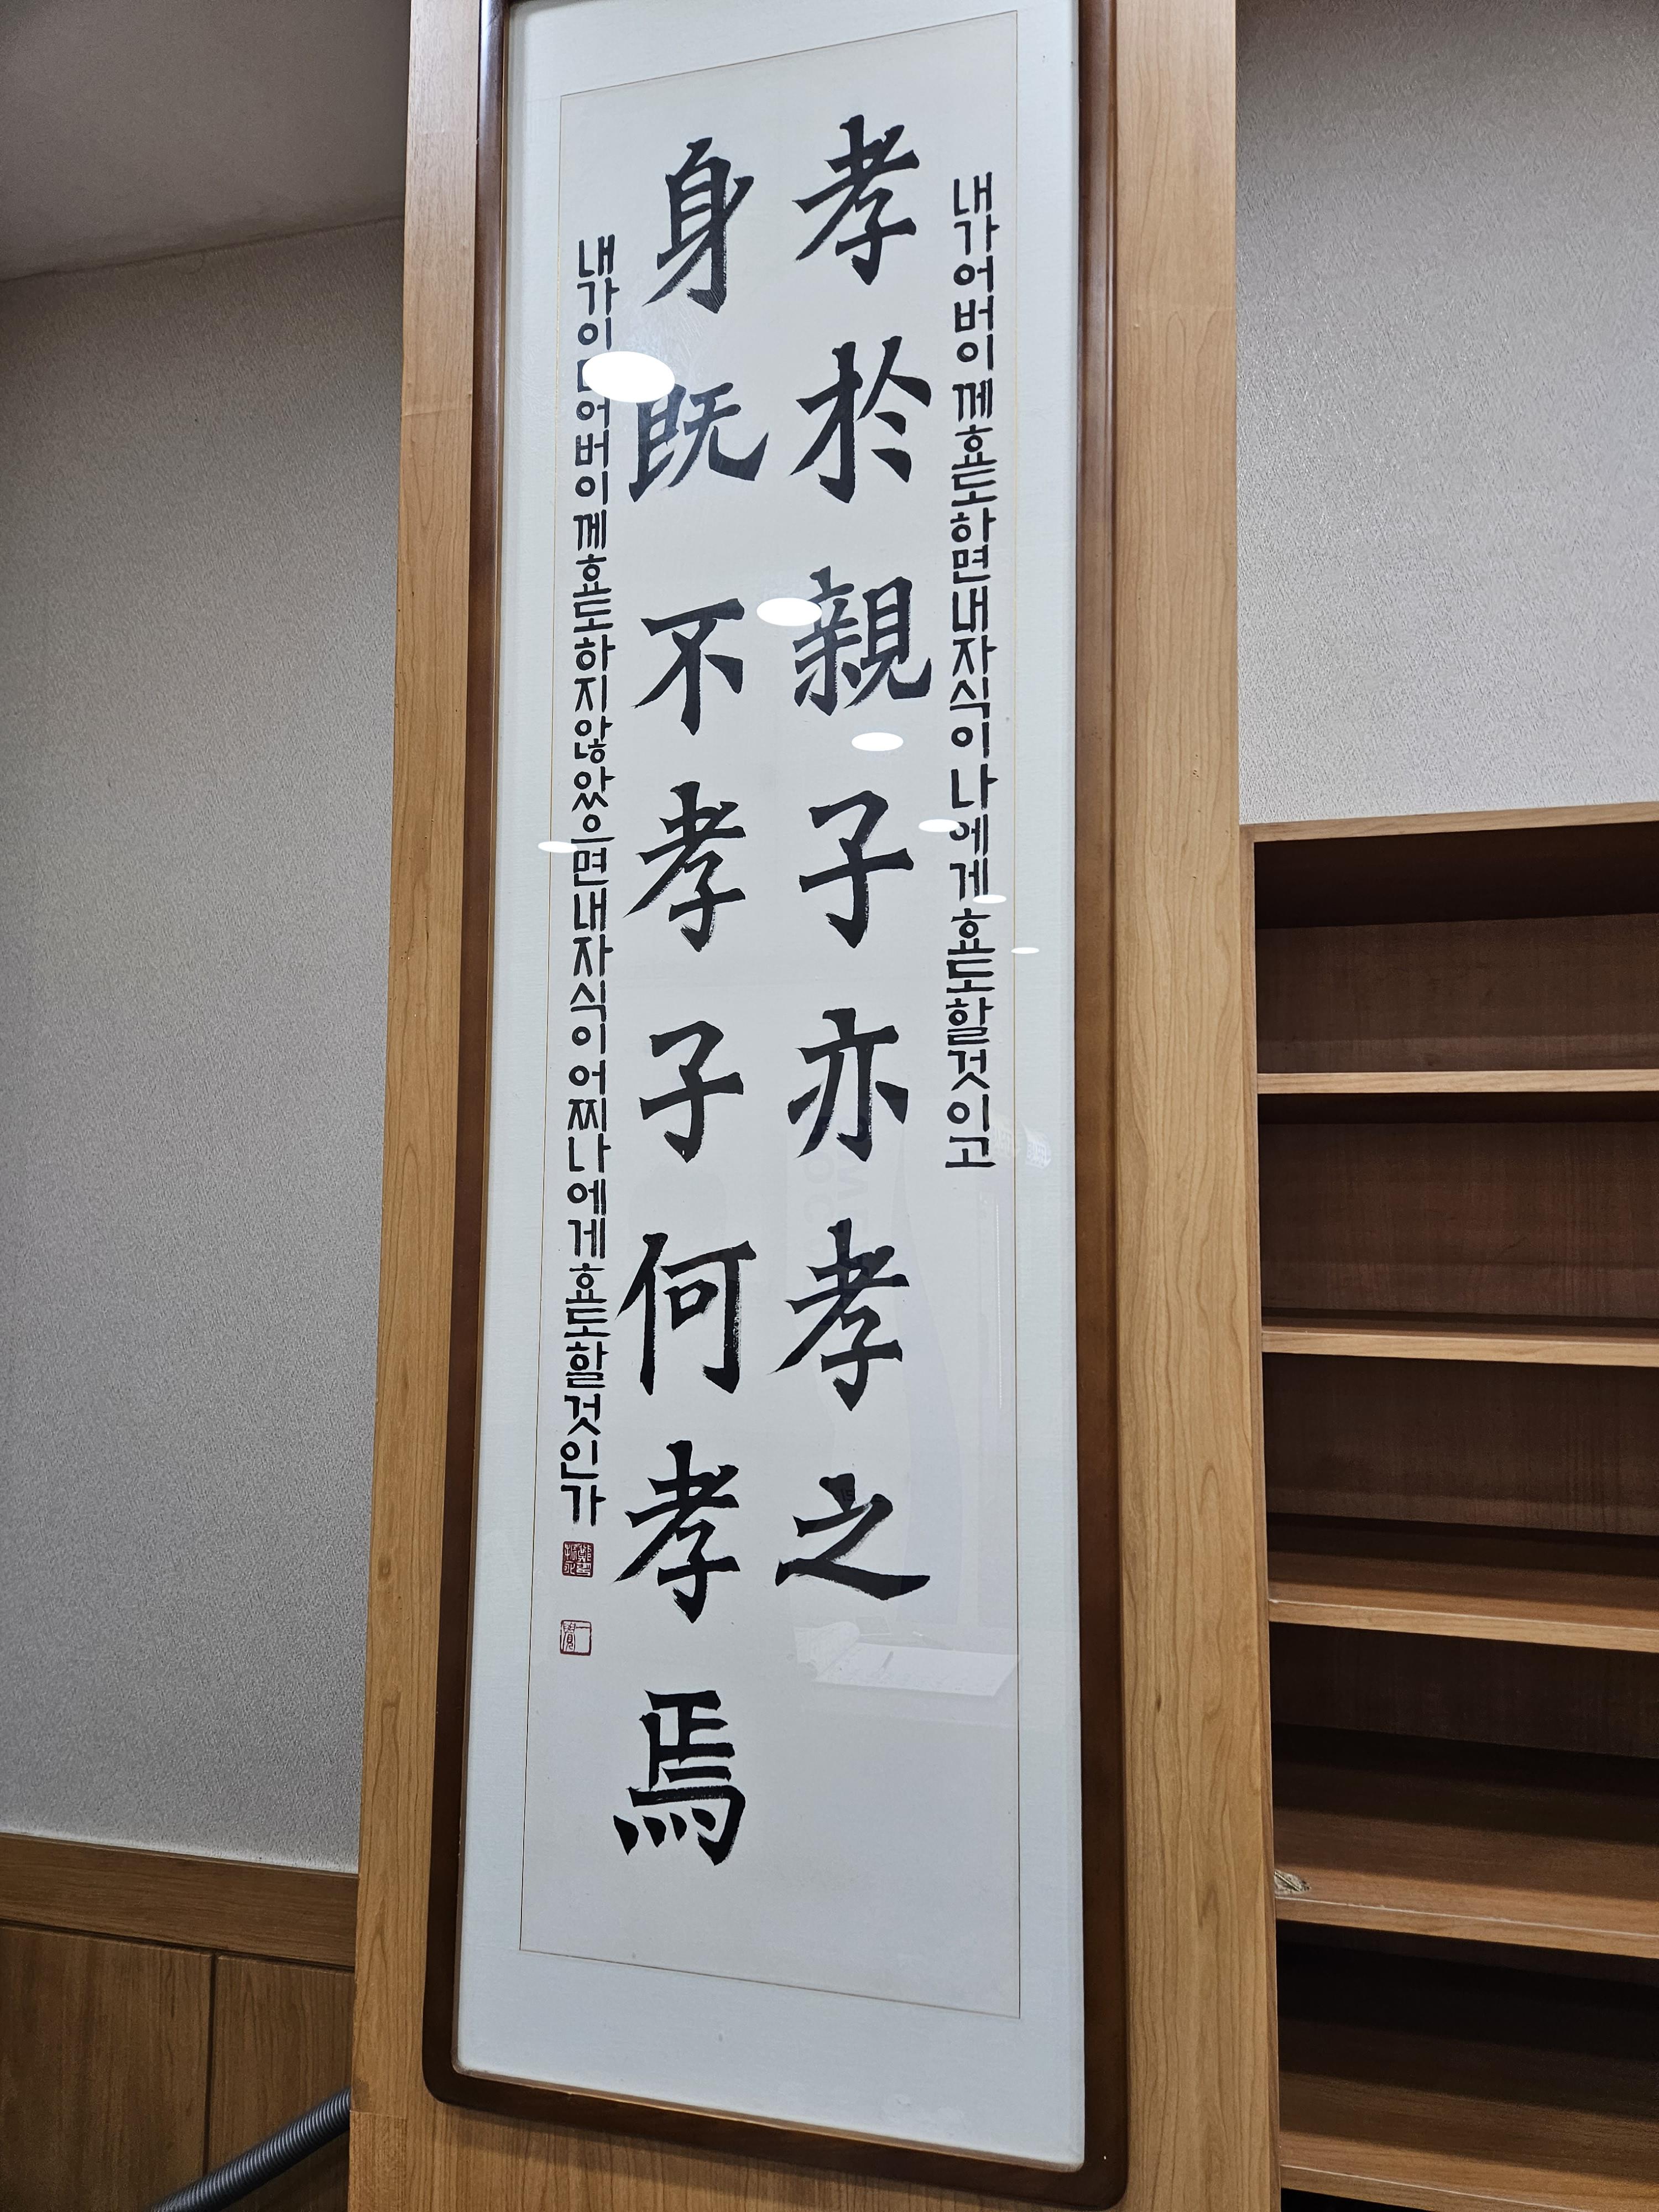 내가어버이께효도하면내자식이나에게효도할것이고
孝於親子亦孝之
身旣不孝子何孝焉
내가이 어버이께효도하지않았으면내자식이어찌나에게효도할것인가